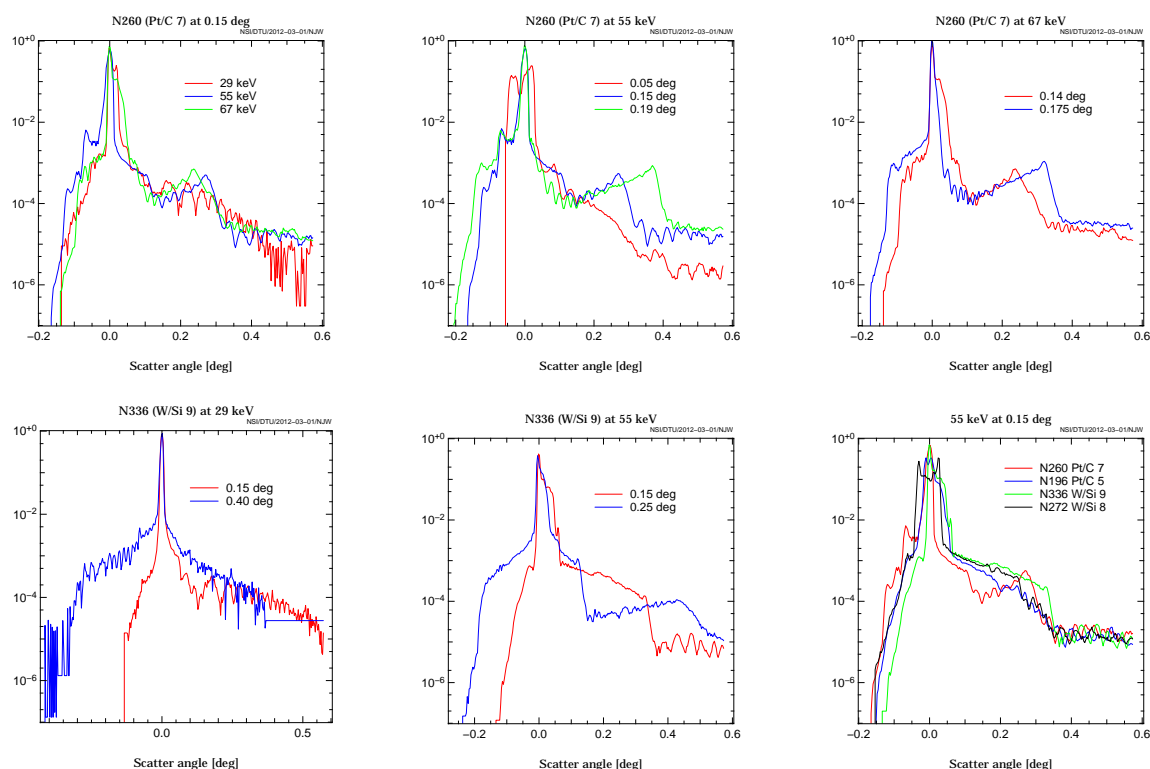 N260 (Pt/C 7) at 0.15 deg
NSI/DTU/2012−03−01/NJW
10+0
10−2
10−4
10−6
29 keV
55 keV
67 keV
−0.2 0.0 0.2 0.4 0.6
Scatter angle [deg]
N260 (Pt/C 7) at 55 keV
NSI/DTU/2012−03−01/NJW
10+0
10−2
10−4
10−6
0.05 deg
0.15 deg
0.19 deg
−0.2 0.0 0.2 0.4 0.6
Scatter angle [deg]
N260 (Pt/C 7) at 67 keV
NSI/DTU/2012−03−01/NJW
10+0
10−2
10−4
10−6
0.14 deg
0.175 deg
−0.2 0.0 0.2 0.4 0.6
Scatter angle [deg]
N336 (W/Si 9) at 29 keV
NSI/DTU/2012−03−01/NJW
10+0
10−2
10−4
10−6
0.15 deg
0.40 deg
0.0 0.5
Scatter angle [deg]
N336 (W/Si 9) at 55 keV
NSI/DTU/2012−03−01/NJW
10+0
10−2
10−4
10−6
0.15 deg
0.25 deg
−0.2 0.0 0.2 0.4 0.6
Scatter angle [deg]
55 keV at 0.15 deg
NSI/DTU/2012−03−01/NJW
10+0
10−2
10−4
10−6
N260 Pt/C 7
N196 Pt/C 5
N336 W/Si 9
N272 W/Si 8
−0.2 0.0 0.2 0.4 0.6
Scatter angle [deg]